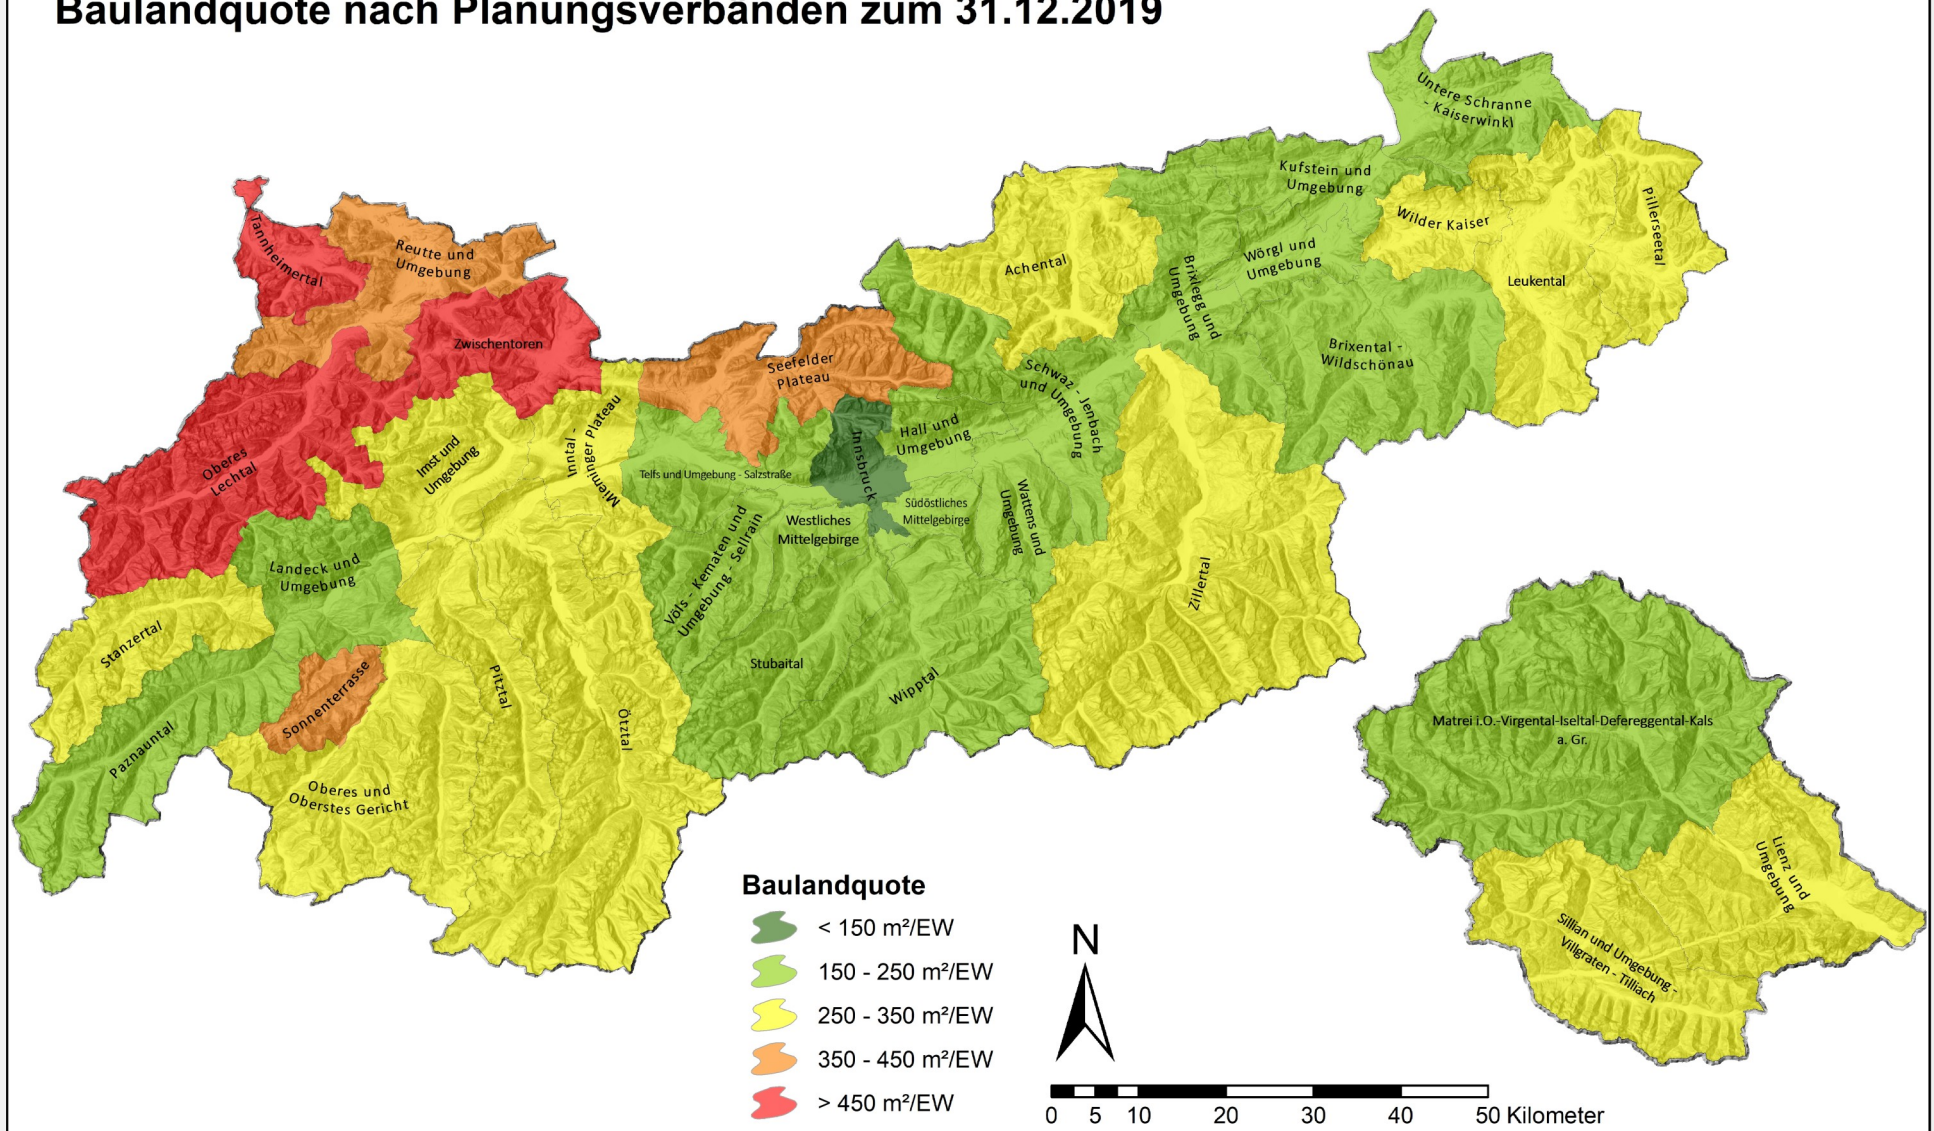 Baulandquote nach Planungsverbänden zum 31.12.2019
Untere Schranne
- Kaiserwinkl
Kufstein und
Umgebung
Tannheimertal
Reutte und
Umgebung
Wilder Kaiser
Pillerseetal
Achental
Wörgl und
Umgebung
Brixlegg und
Umgebung
Leukental
Zwischentoren
Seefelder
Plateau
Brixental -
Wildschönau
Schwaz - Jenbach
und Umgebung
Oberes
Lechtal
Imst und
Umgebung
Inntal -
Mieminger Plateau
Telfs und Umgebung - Salzstraße
Innsbruck
Hall und
Umgebung
Südöstliches
Mittelgebirge
Wattens und
Umgebung
Westliches
Mittelgebirge
Völs - Kematen und
Umgebung - Sellrain
Landeck und
Umgebung
Zillertal
Stanzertal
Sonnenterrasse
Pitztal
Ötztal
Stubaital
Wipptal
Paznauntal
Oberes und
Oberstes Gericht
Matrei i.O.-Virgental-Iseltal-Defereggental-Kals
a. Gr.
Lienz und
Umgebung
Sillian und Umgebung -
Villgraten - Tilliach
Baulandquote
< 150 m²/EW
150 - 250 m²/EW
250 - 350 m²/EW
350 - 450 m²/EW
> 450 m²/EW
N
0 5 10 20 30 40 50 Kilometer